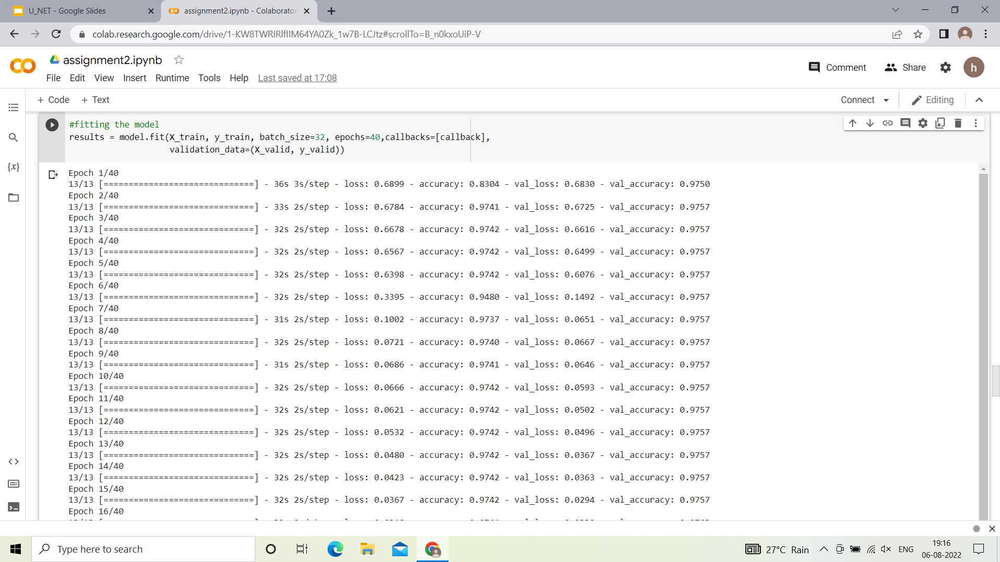 U_NET - Google Slides
assignment2.ipynb - Colaborator
colab.research.google.com/drive/1-KW8TWRIRlfIIM64YA0Zk_1w7B-LCJtz#scrollTo=B_n0kxoUiP-V
assignment2.ipynb
Comment Share h
File Edit View Insert Runtime Tools Help Last saved at 17:08
+ Code + Text Connect Editing
#fitting the model
results = model.fit(X_train, y_train, batch_size=32, epochs=40,callbacks=[callback],
validation_data=(X_valid, y_valid))
{x}
Epoch 1/40
13/13 [==============================] - 36s 3s/step - loss: 0.6899 - accuracy: 0.8304 - val_loss: 0.6830 - val_accuracy: 0.9750
Epoch 2/40
13/13 [==============================] - 33s 2s/step - loss: 0.6784 - accuracy: 0.9741 - val_loss: 0.6725 - val_accuracy: 0.9757
Epoch 3/40
13/13 [==============================] - 32s 2s/step - loss: 0.6678 - accuracy: 0.9742 - val_loss: 0.6616 - val_accuracy: 0.9757
Epoch 4/40
13/13 [==============================] - 32s 2s/step - loss: 0.6567 - accuracy: 0.9742 - val_loss: 0.6499 - val_accuracy: 0.9757
Epoch 5/40
13/13 [==============================] - 32s 2s/step - loss: 0.6398 - accuracy: 0.9742 - val_loss: 0.6076 - val_accuracy: 0.9757
Epoch 6/40
13/13 [==============================] - 32s 2s/step - loss: 0.3395 - accuracy: 0.9480 - val_loss: 0.1492 - val_accuracy: 0.9757
Epoch 7/40
13/13 [==============================] - 31s 2s/step - loss: 0.1002 - accuracy: 0.9737 - val_loss: 0.0651 - val_accuracy: 0.9757
Epoch 8/40
13/13 [==============================] - 32s 2s/step - loss: 0.0721 - accuracy: 0.9740 - val_loss: 0.0667 - val_accuracy: 0.9757
Epoch 9/40
13/13 [==============================] - 31s 2s/step - loss: 0.0686 - accuracy: 0.9741 - val_loss: 0.0646 - val_accuracy: 0.9757
Epoch 10/40
13/13 [==============================] - 32s 2s/step - loss: 0.0666 - accuracy: 0.9742 - val_loss: 0.0593 - val_accuracy: 0.9757
Epoch 11/40
13/13 [==============================] - 32s 2s/step - loss: 0.0621 - accuracy: 0.9742 - val_loss: 0.0502 - val_accuracy: 0.9757
Epoch 12/40
13/13 [==============================] - 32s 2s/step - loss: 0.0532 - accuracy: 0.9742 - val_loss: 0.0496 - val_accuracy: 0.9757
Epoch 13/40
13/13 [==============================] - 32s 2s/step - loss: 0.0480 - accuracy: 0.9742 - val_loss: 0.0367 - val_accuracy: 0.9757
Epoch 14/40
13/13 [==============================] - 32s 2s/step - loss: 0.0423 - accuracy: 0.9742 - val_loss: 0.0363 - val_accuracy: 0.9757
Epoch 15/40
13/13 [==============================] - 32s 2s/step - loss: 0.0367 - accuracy: 0.9742 - val_loss: 0.0294 - val_accuracy: 0.9757
Epoch 16/40
Type here to search
27°C Rain
ENG
19:16
06-08-2022